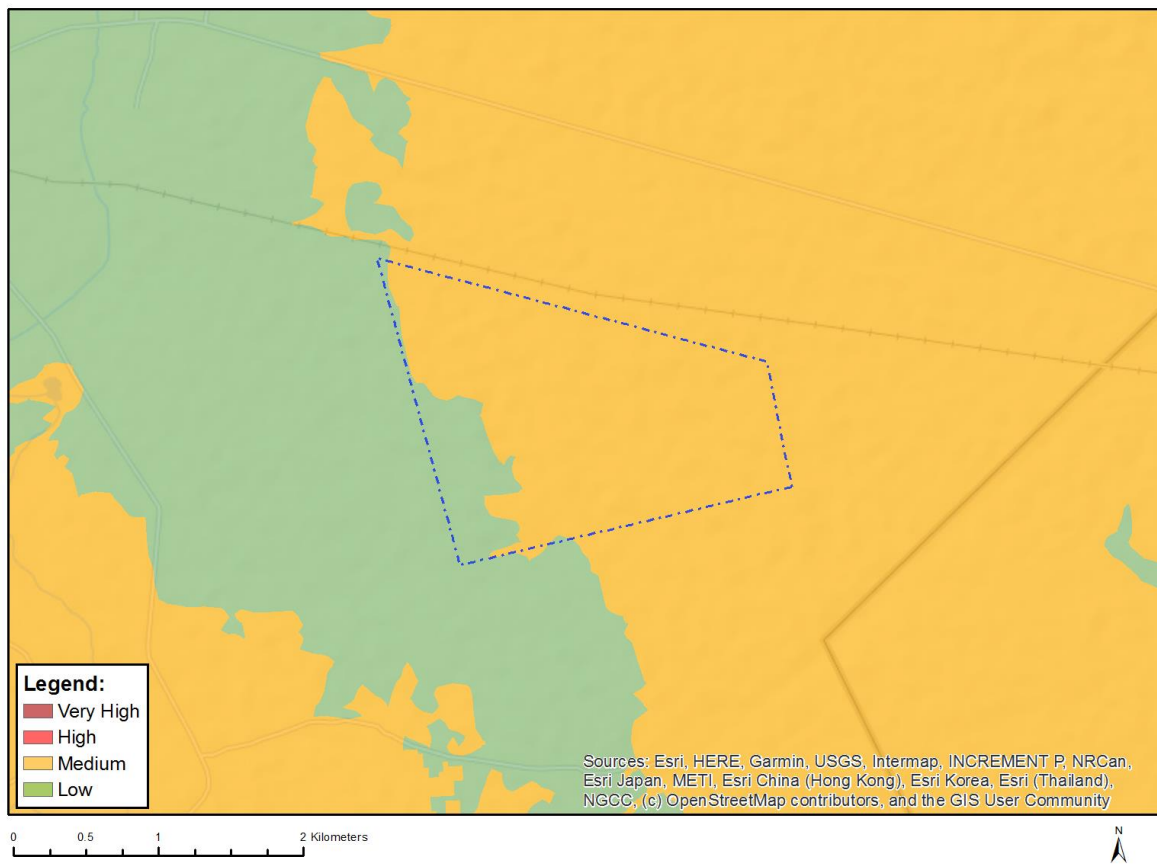 Legend:
Very High
High
Medium
Low
Sources: Esri, HERE, Garmin, USGS, Intermap, INCREMENT P, NRCan,
Esri Japan, METI, Esri China (Hong Kong), Esri Korea, Esri (Thailand),
NGCC, (c) OpenStreetMap contributors, and the GIS User Community
0 0.5 1 2 Kilometers
N